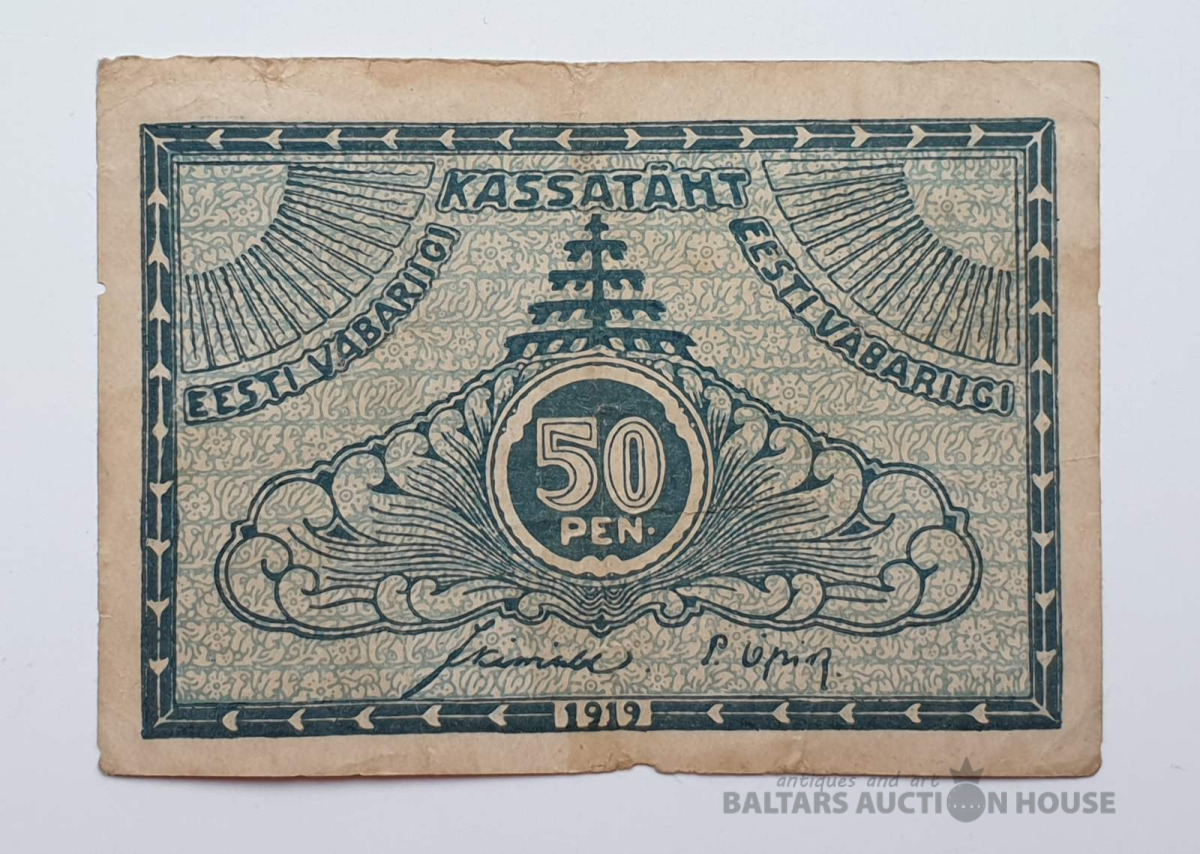 KASSATÄHT
EESTI VABARIIGI
EESTI VABARIIGI
50
PEN.
1919
antiques and art
BALTARS AUCTION HOUSE